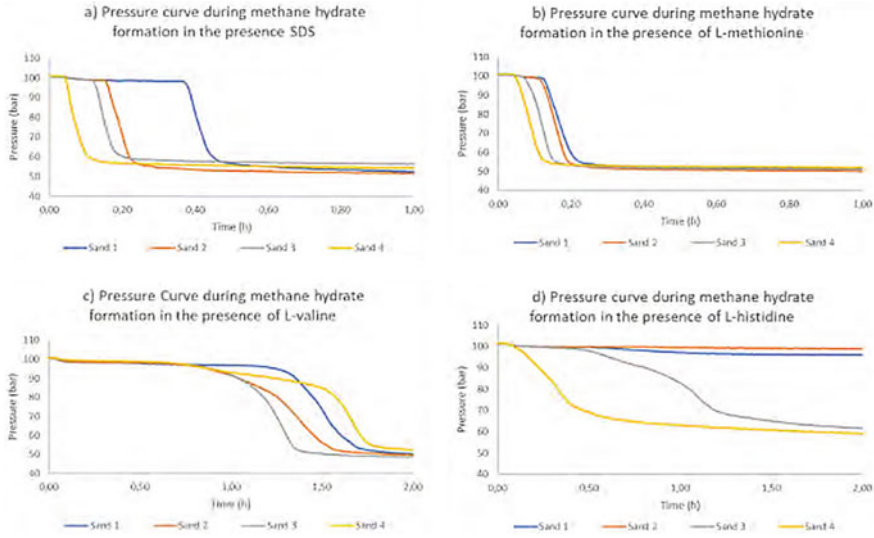 a) Pressure curve during methane hydrate
formation in the presence SDS
110
100
90
80
70
60
50
40
Pressure (bar)
0,00 0,20 0,40 0,60 0,80 1,00
Time (h)
Sand 1 Sand 2 Sand 3 Sand 4
b) Pressure curve during methane hydrate
formation in the presence of L-methionine
110
100
90
80
70
60
50
40
Pressure (bar)
0,00 0,20 0,40 0,60 0,80 1,00
Time (h)
Sand 1 Sand 2 Sand 3 Sand 4
c) Pressure Curve during methane hydrate
formation in the presence of L-valine
110
100
90
80
70
60
50
40
Pressure (bar)
0,00 1,00 1,50 2,00
Time (h)
Sand 1 Sand 2 Sand 3 Sand 4
d) Pressure curve during methane hydrate
formation in the presence of L-histidine
100
90
80
70
60
50
40
Pressure (bar)
0,00 0,50 1,00 1,50 2,00
Time (h)
Sand 1 Sand 2 Sand 3 Sand 4